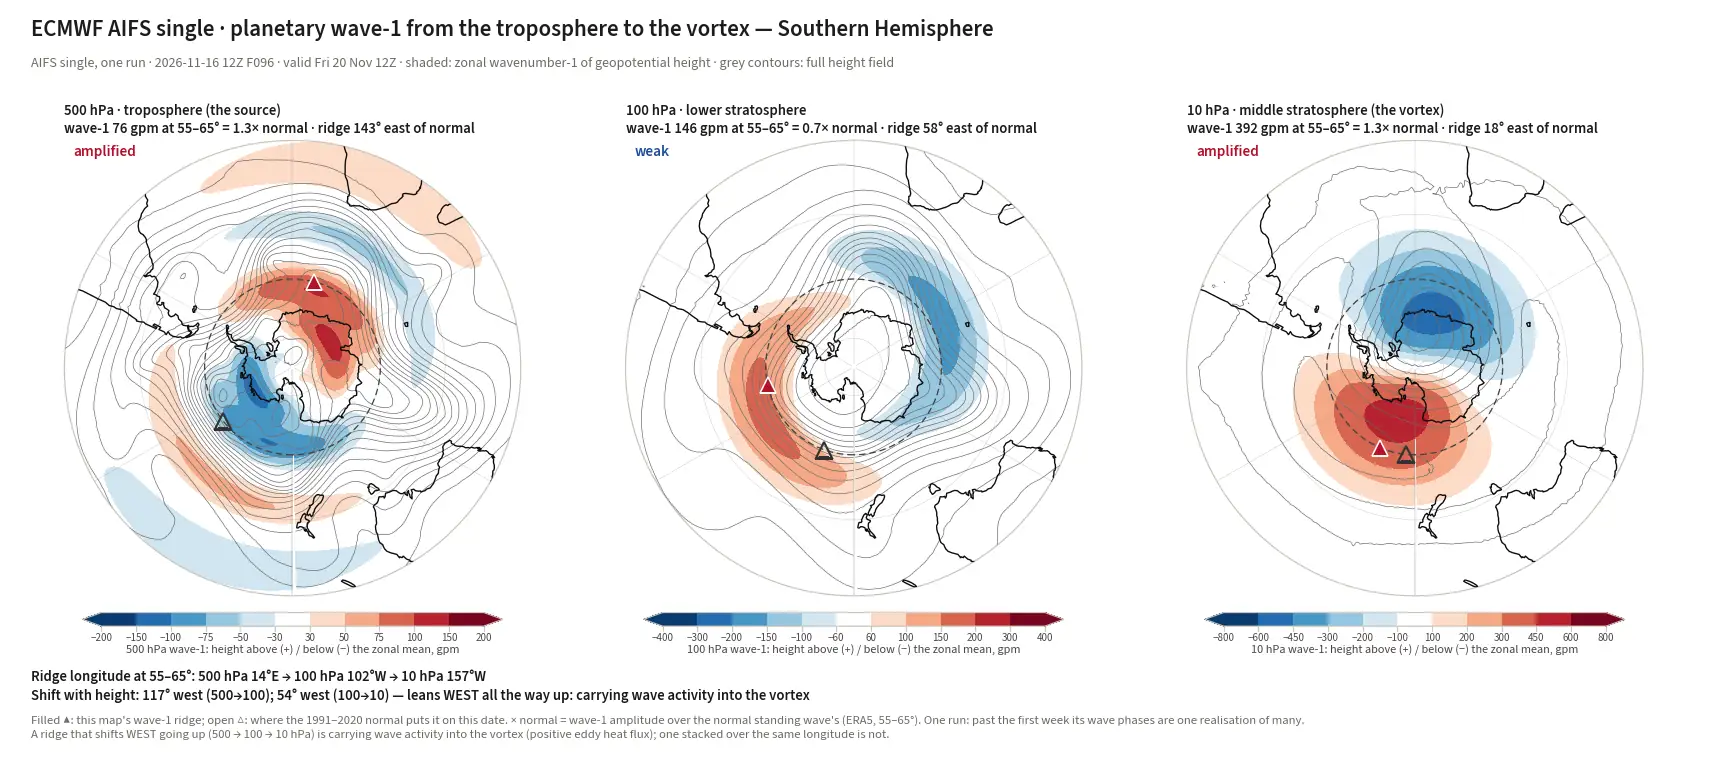 ECMWF AIFS single · planetary wave-1 from the troposphere to the vortex — Southern Hemisphere
AIFS single, one run · 2026-11-16 12Z F096 · valid Fri 20 Nov 12Z · shaded: zonal wavenumber-1 of geopotential height · grey contours: full height field
500 hPa · troposphere (the source)
wave-1 76 gpm at 55–65° = 1.3× normal · ridge 143° east of normal
amplified
100 hPa · lower stratosphere
wave-1 146 gpm at 55–65° = 0.7× normal · ridge 58° east of normal
weak
10 hPa · middle stratosphere (the vortex)
wave-1 392 gpm at 55–65° = 1.3× normal · ridge 18° east of normal
amplified
−200 −150 −100 −75 −50 −30 30 50 75 100 150 200
500 hPa wave-1: height above (+) / below (−) the zonal mean, gpm
−400 −300 −200 −150 −100 −60 60 100 150 200 300 400
100 hPa wave-1: height above (+) / below (−) the zonal mean, gpm
−800 −600 −450 −300 −200 −100 100 200 300 450 600 800
10 hPa wave-1: height above (+) / below (−) the zonal mean, gpm
Ridge longitude at 55–65°: 500 hPa 14°E → 100 hPa 102°W → 10 hPa 157°W
Shift with height: 117° west (500→100); 54° west (100→10) — leans WEST all the way up: carrying wave activity into the vortex
Filled ▲: this map's wave-1 ridge; open △: where the 1991–2020 normal puts it on this date. × normal = wave-1 amplitude over the normal standing wave's (ERA5, 55–65°). One run: past the first week its wave phases are one realisation of many.
A ridge that shifts WEST going up (500 → 100 → 10 hPa) is carrying wave activity into the vortex (positive eddy heat flux); one stacked over the same longitude is not.